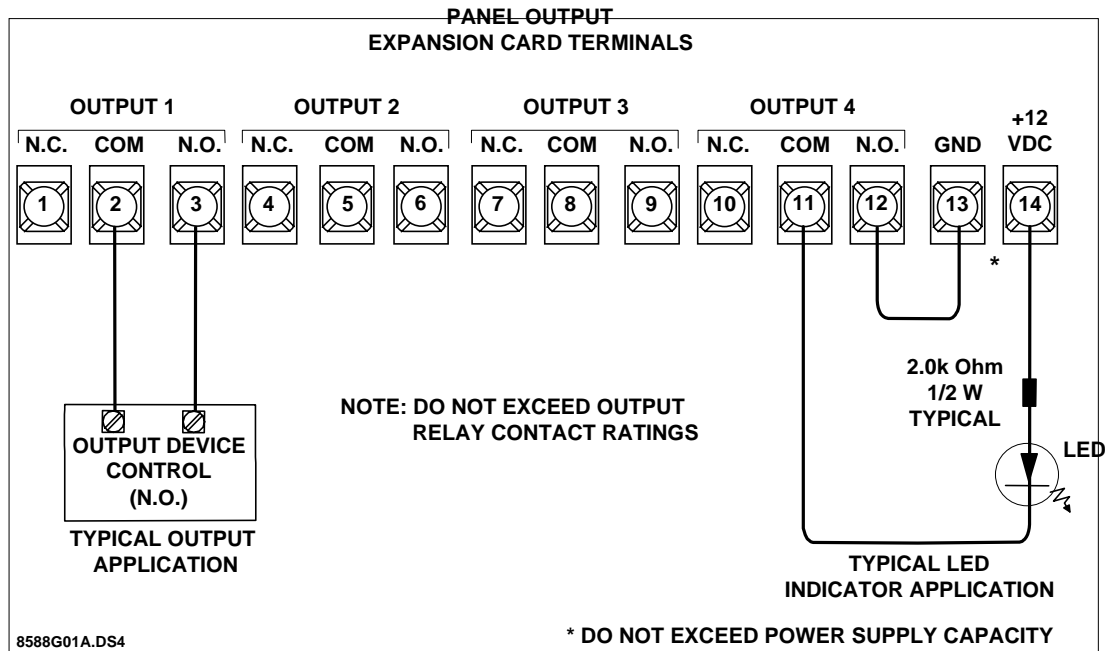 PANEL OUTPUT
EXPANSION CARD TERMINALS
OUTPUT 1 OUTPUT 2 OUTPUT 3 OUTPUT 4
+12
N.C. COM N.O. N.C. COM N.O. N.C. COM N.O. N.C. COM N.O. GND VDC
1 2 3 4 5 6 7 8 9 10 11 12 13 14
*
2.0k Ohm
1/2 W
TYPICAL
NOTE: DO NOT EXCEED OUTPUT
RELAY CONTACT RATINGS
LED
OUTPUT DEVICE
CONTROL
(N.O.)
TYPICAL OUTPUT
APPLICATION
TYPICAL LED
INDICATOR APPLICATION
8588G01A.DS4
* DO NOT EXCEED POWER SUPPLY CAPACITY